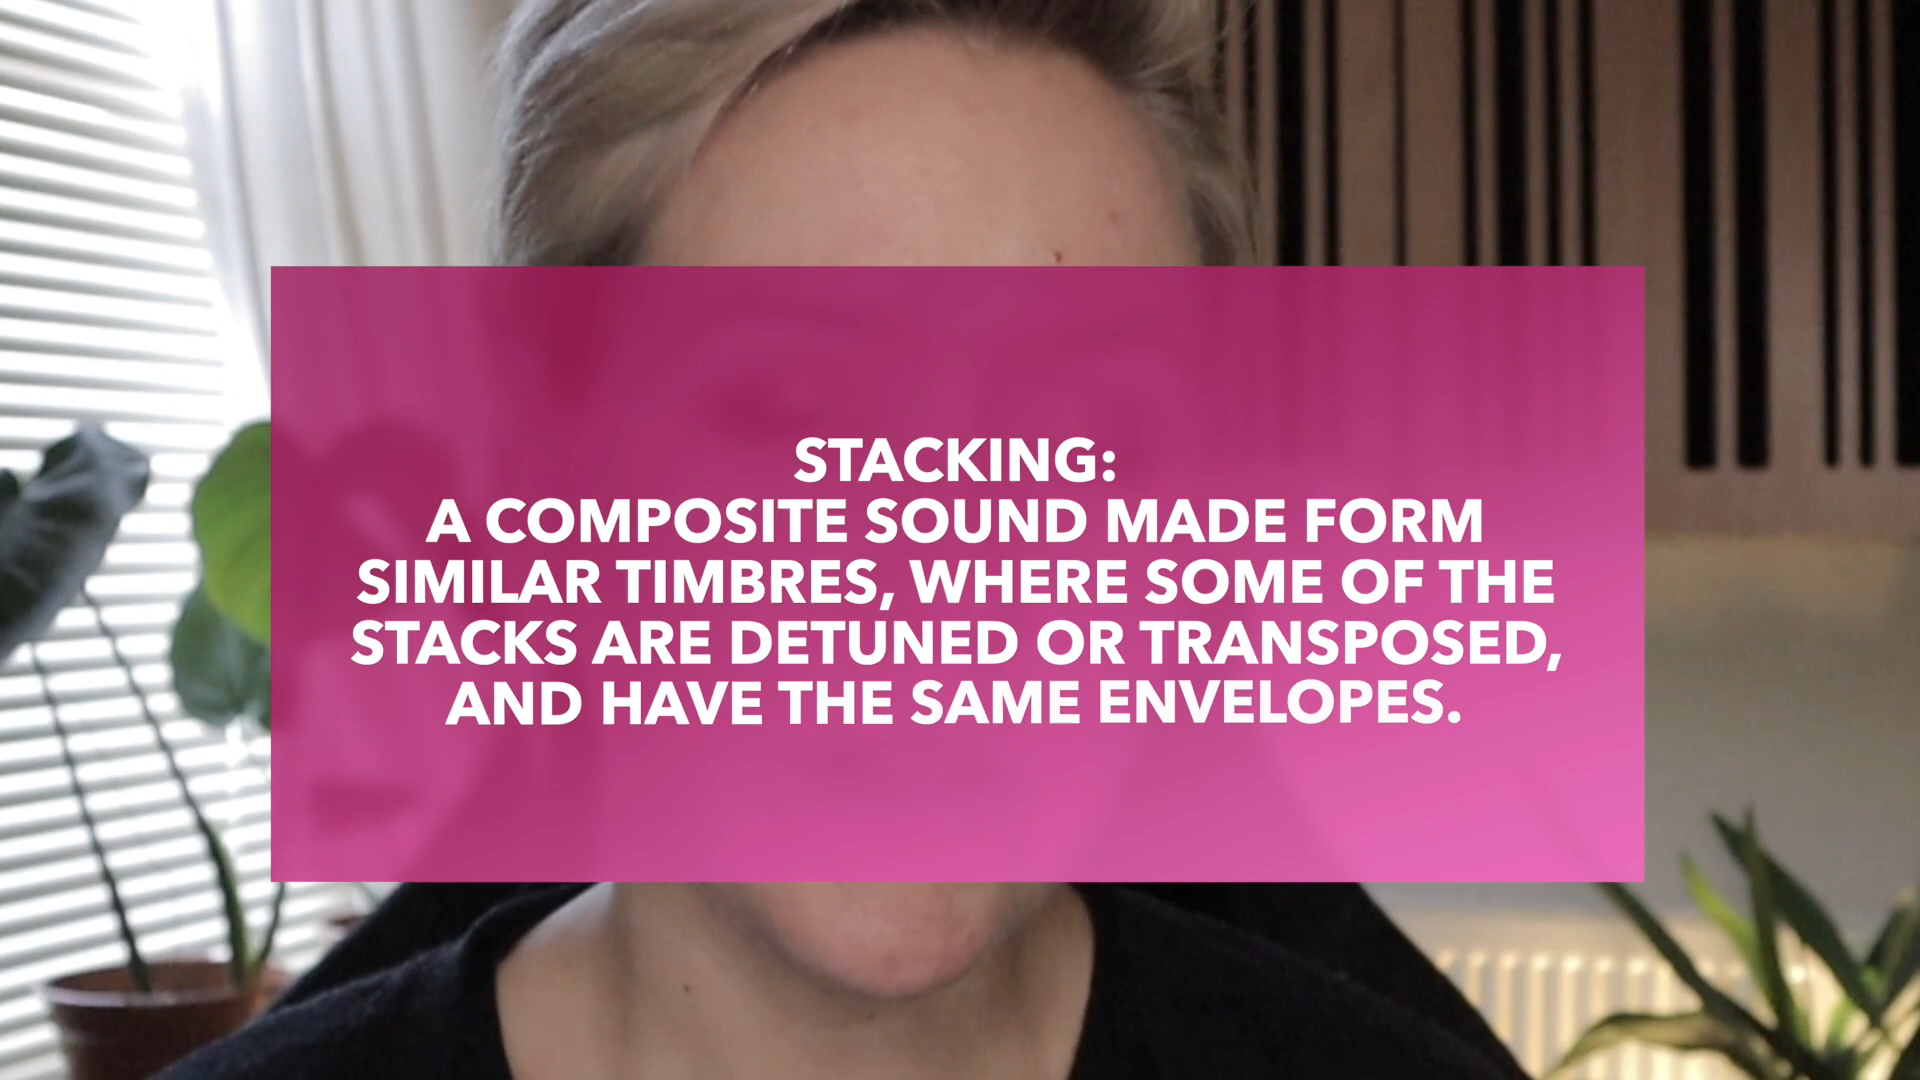 STACKING:
A COMPOSITE SOUND MADE FORM
SIMILAR TIMBRES, WHERE SOME OF THE
STACKS ARE DETUNED OR TRANSPOSED,
AND HAVE THE SAME ENVELOPES.